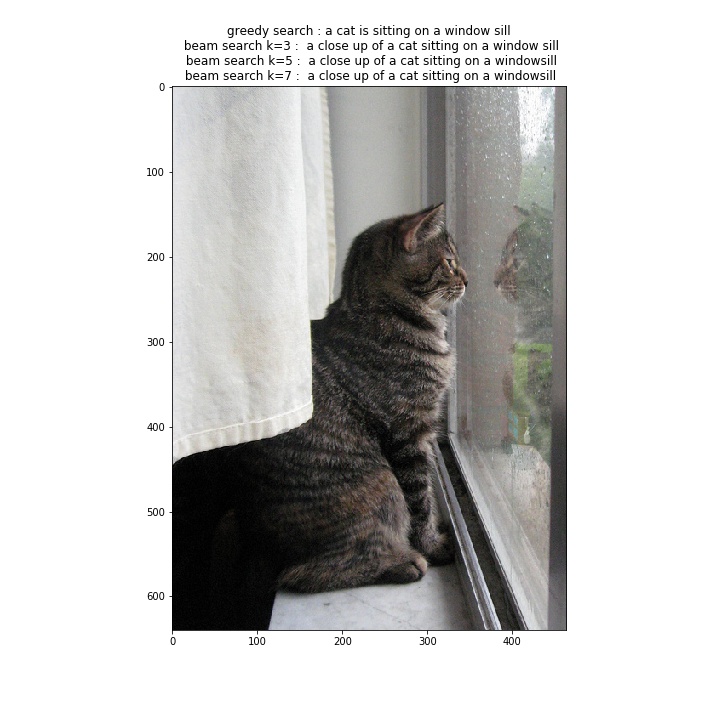 greedy search : a cat is sitting on a window sill
beam search k=3 :  a close up of a cat sitting on a window sill
beam search k=5 :  a close up of a cat sitting on a windowsill
beam search k=7 :  a close up of a cat sitting on a windowsill
0
100
200
300
400
500
600
0 100 200 300 400